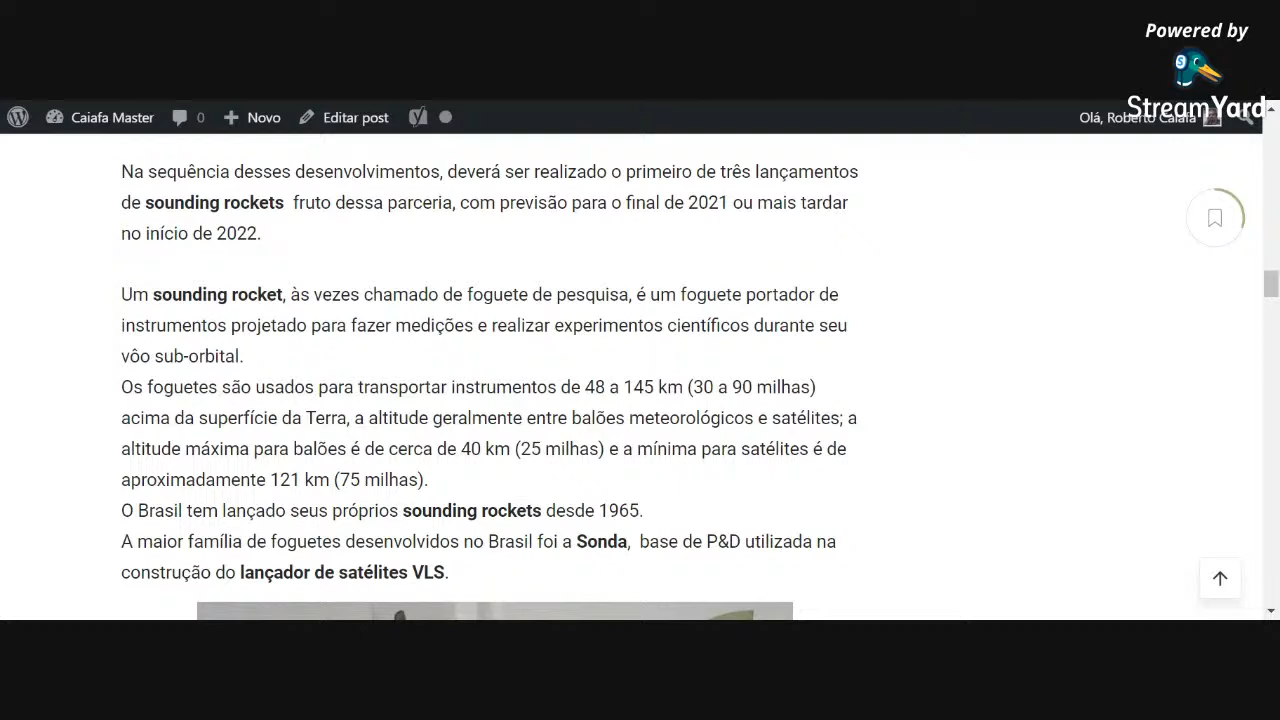 Powered by
StreamYard
Caiafa Master
0
Novo
Editar post
Olá, Roberto Caiafa
Na sequência desses desenvolvimentos, deverá ser realizado o primeiro de três lançamentos
de sounding rockets fruto dessa parceria, com previsão para o final de 2021 ou mais tardar
no início de 2022.
Um sounding rocket, às vezes chamado de foguete de pesquisa, é um foguete portador de
instrumentos projetado para fazer medições e realizar experimentos científicos durante seu
vôo sub-orbital.
Os foguetes são usados para transportar instrumentos de 48 a 145 km (30 a 90 milhas)
acima da superfície da Terra, a altitude geralmente entre balões meteorológicos e satélites; a
altitude máxima para balões é de cerca de 40 km (25 milhas) e a mínima para satélites é de
aproximadamente 121 km (75 milhas).
O Brasil tem lançado seus próprios sounding rockets desde 1965.
A maior família de foguetes desenvolvidos no Brasil foi a Sonda, base de P&D utilizada na
construção do lançador de satélites VLS.